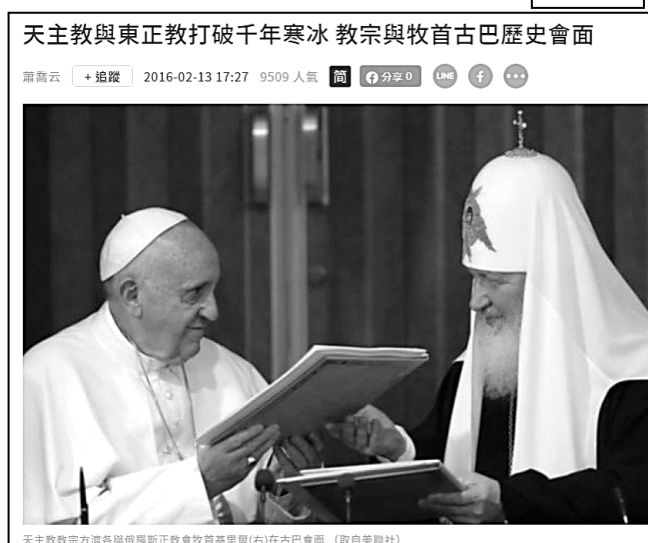 天主教與東正教打破千年寒冰 教宗與牧首古巴歷史會面
蕭喬云 + 追蹤 2016-02-13 17:27 9509 人氣 简 分享 0 LINE
天主教教宗方濟各與俄羅斯正教會牧首基里爾(右)在古巴會面 (取自美聯社)